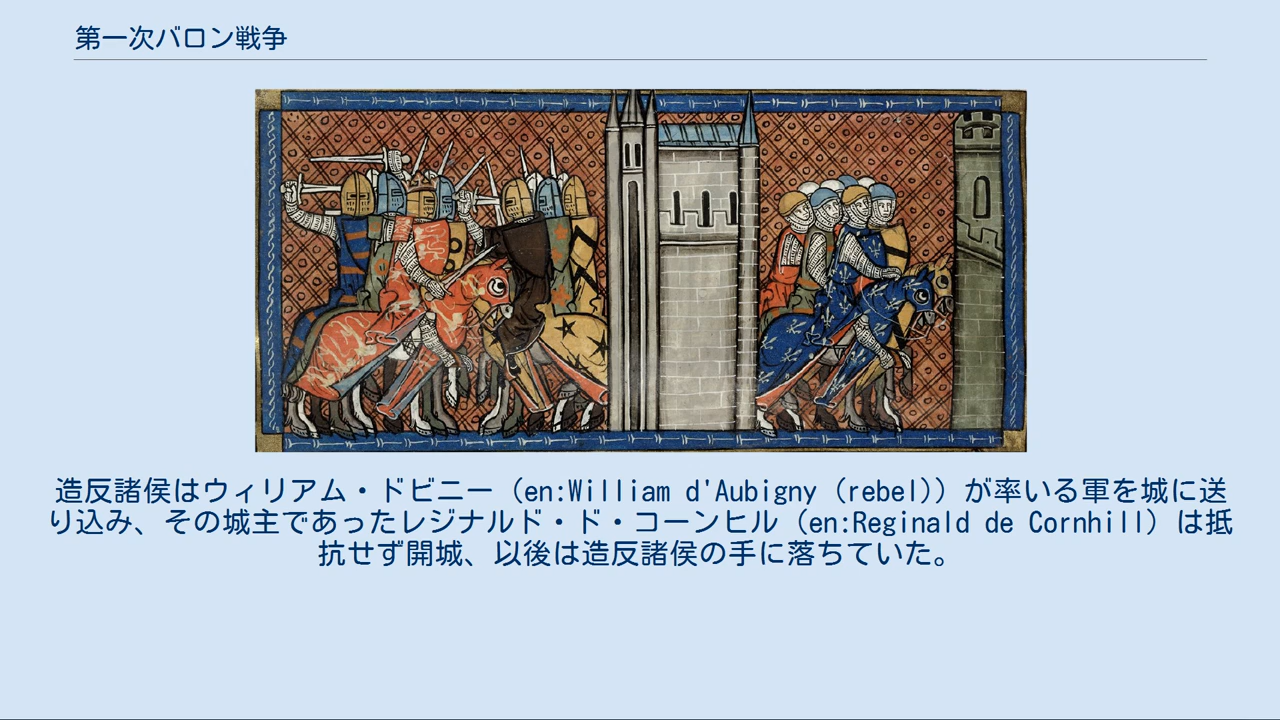 第一次バロン戦争
造反諸侯はウィリアム・ドビニー（en:William d'Aubigny (rebel)）が率いる軍を城に送
り込み、その城主であったレジナルド・ド・コーンヒル（en:Reginald de Cornhill）は抵
抗せず開城、以後は造反諸侯の手に落ちていた。